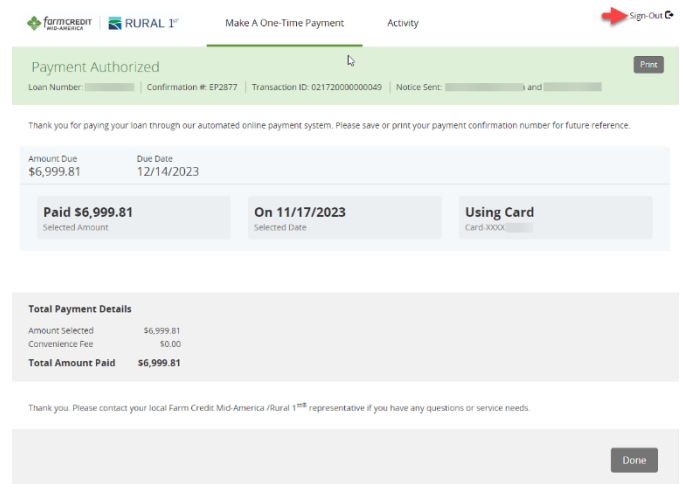 farm CREDIT MID-AMERICA RURAL 1st Make A One-Time Payment Activity Sign-Out
Payment Authorized Print
Loan Number: Confirmation #: EP2877 Transaction ID: 021720000000049 Notice Sent: and
Thank you for paying your loan through our automated online payment system. Please save or print your payment confirmation number for future reference.
Amount Due Due Date
$6,999.81 12/14/2023
Paid $6,999.81 On 11/17/2023 Using Card
Selected Amount Selected Date Card-XXXX
Total Payment Details
Amount Selected $6,999.81
Convenience Fee $0.00
Total Amount Paid $6,999.81
Thank you. Please contact your local Farm Credit Mid-America /Rural 1 representative if you have any questions or service needs.
Done